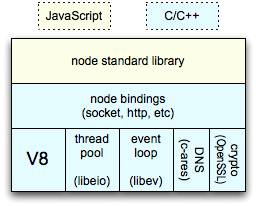 JavaScript
C/C++
node standard library
node bindings
(socket, http, etc)
V8
thread
pool
(libeio)
event
loop
(libev)
DNS
(c-ares)
crypto
(OpenSSL)